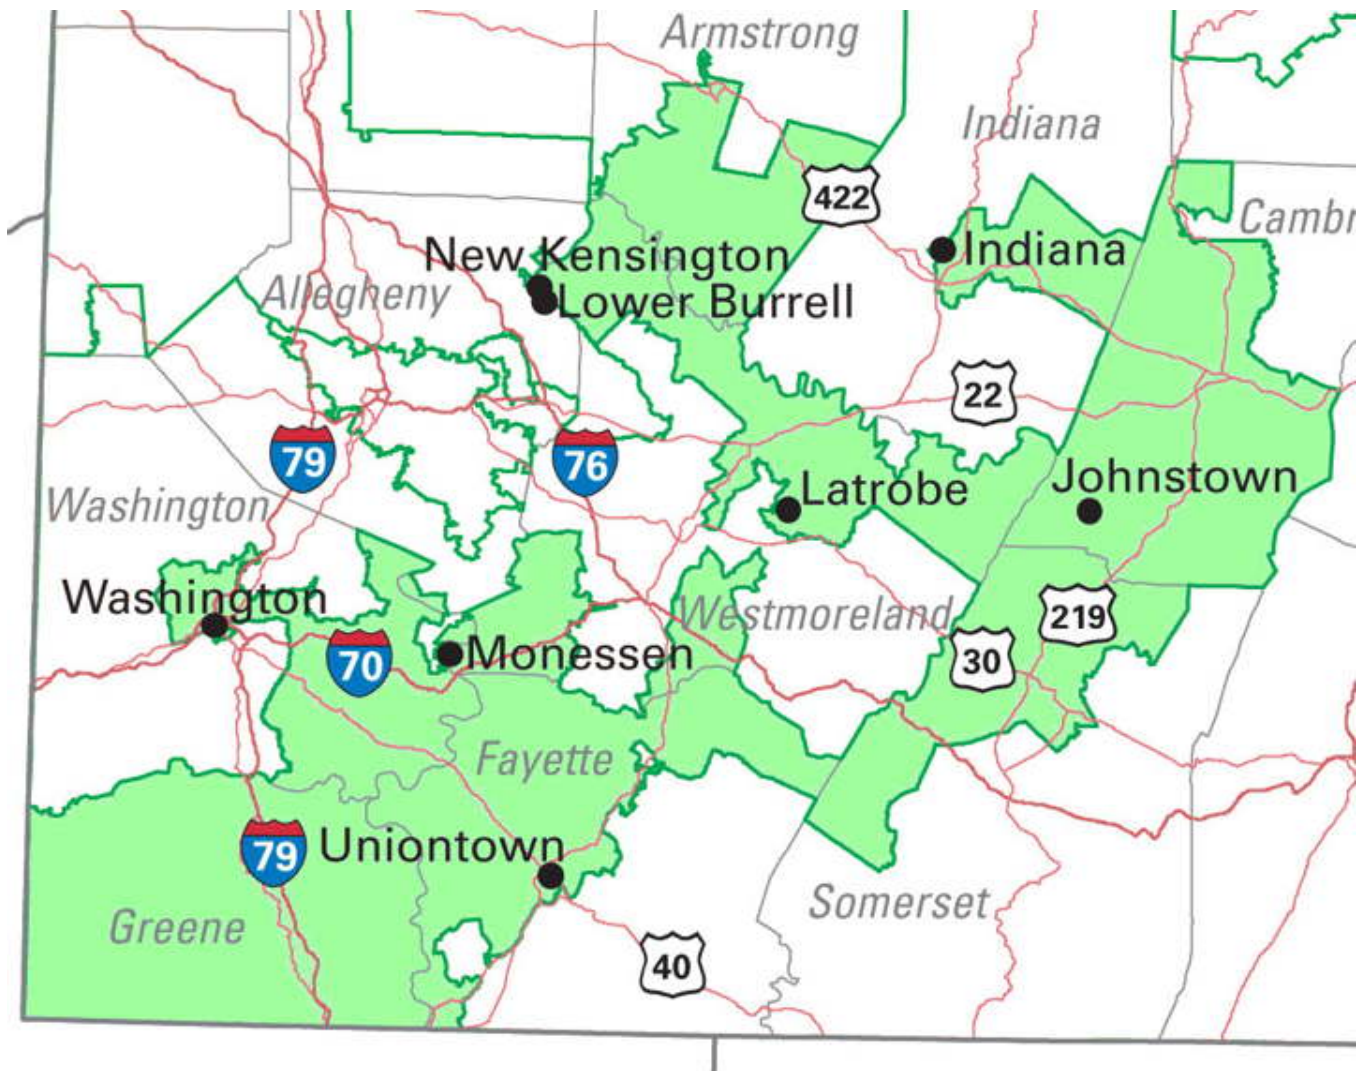 Armstrong
Indiana
422
Cambr
New Kensington
Indiana
Allegheny
Lower Burrell
22
79
76
Latrobe
Johnstown
Washington
Washington
219
Westmoreland
70
Monessen
30
Fayette
Uniontown
79
Somerset
Greene
40